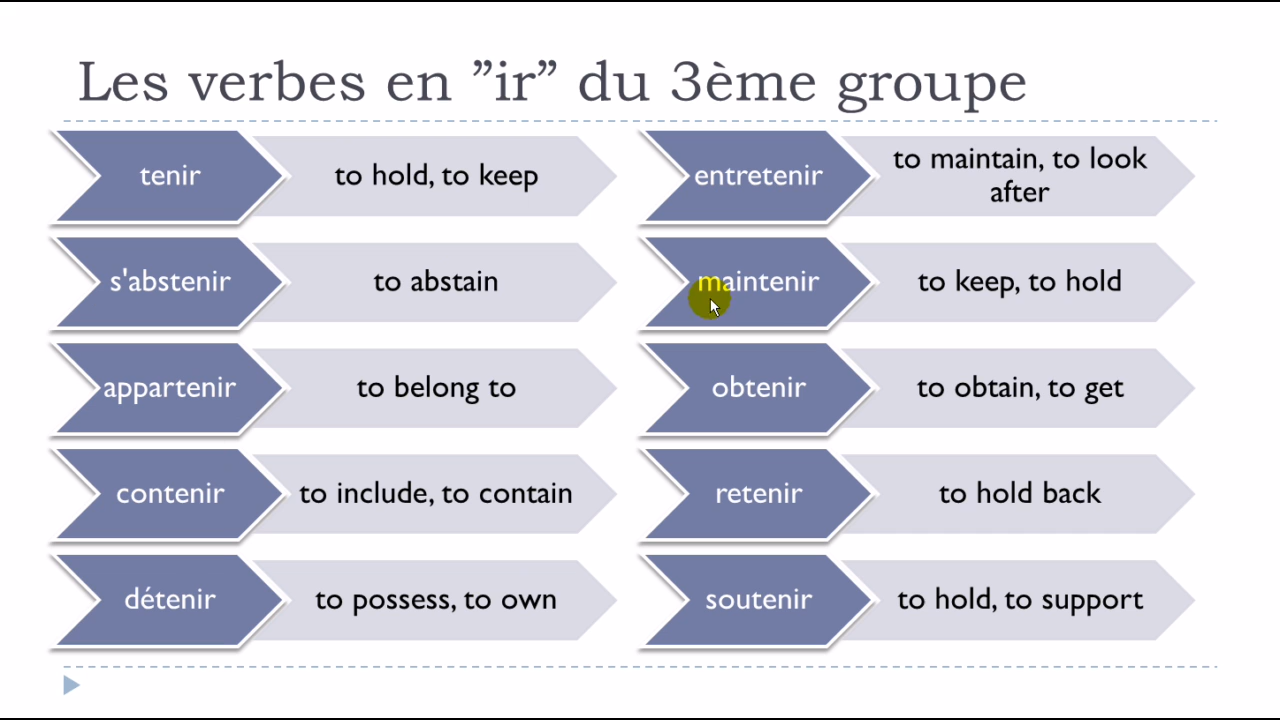 Les verbes en ”ir” du 3ème groupe
tenir
to hold, to keep
s'abstenir
to abstain
appartenir
to belong to
contenir
to include, to contain
détenir
to possess, to own
entretenir
to maintain, to look
after
maintenir
to keep, to hold
obtenir
to obtain, to get
retenir
to hold back
soutenir
to hold, to support